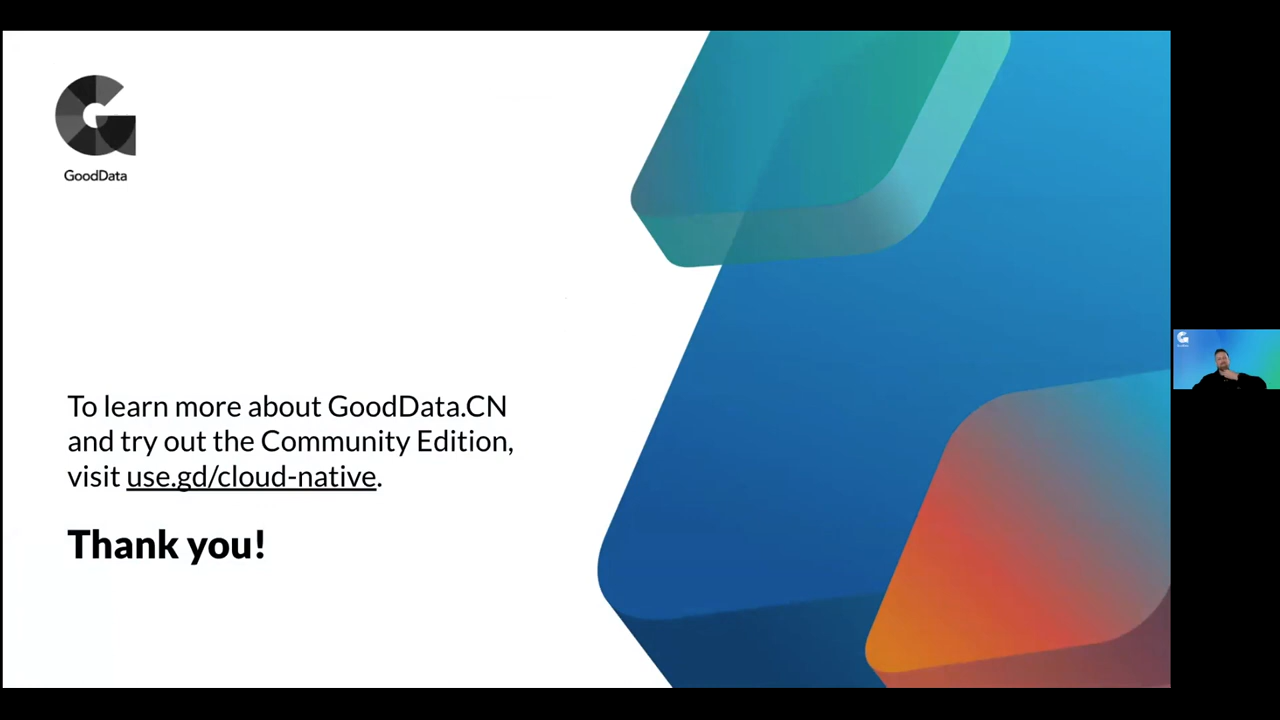 GoodData
To learn more about GoodData.CN
and try out the Community Edition,
visit use.gd/cloud-native.
Thank you!